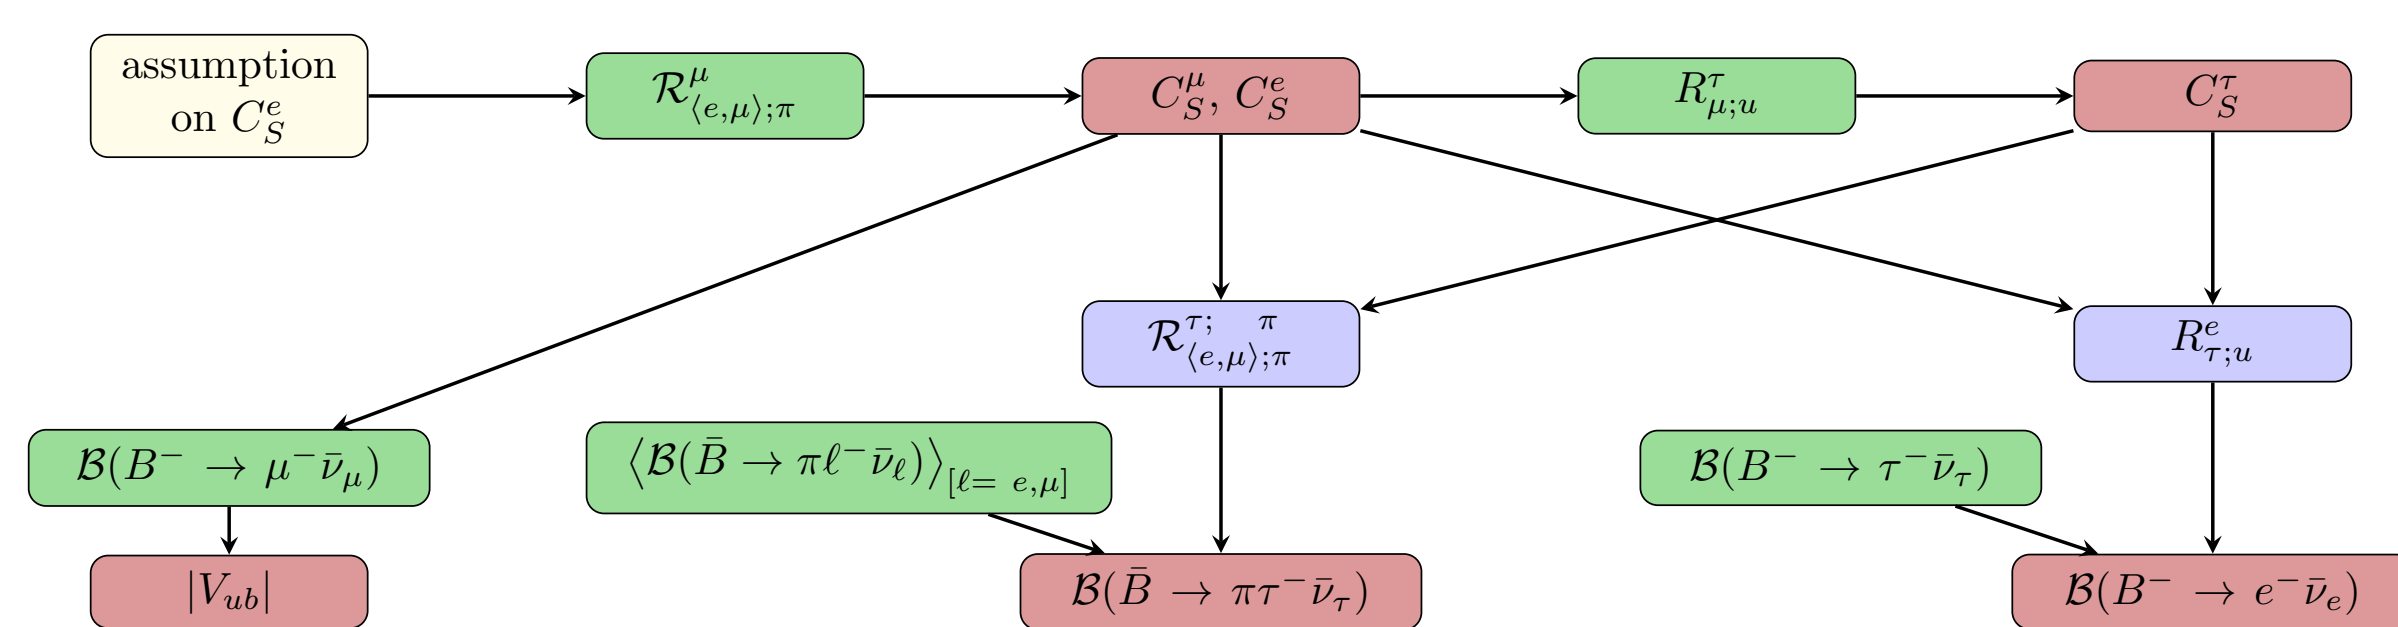 assumption
on $C_S^e$
$\mathcal{R}^{\mu}_{\langle e,\mu\rangle;\pi}$
$C_S^{\mu}$, $C_S^e$
$R^{\tau}_{\mu;u}$
$C_S^{\tau}$
$\mathcal{R}^{\tau;\ \ \pi}_{\langle e,\mu\rangle;\pi}$
$R^{e}_{\tau;u}$
$\mathcal{B}(B^- \to \mu^- \bar{\nu}_\mu)$
$\langle \mathcal{B}(\bar{B} \to \pi \ell^- \bar{\nu}_\ell) \rangle_{[\ell=\ e,\mu]}$
$\mathcal{B}(B^- \to \tau^- \bar{\nu}_\tau)$
$|V_{ub}|$
$\mathcal{B}(\bar{B} \to \pi \tau^- \bar{\nu}_\tau)$
$\mathcal{B}(B^- \to e^- \bar{\nu}_e)$